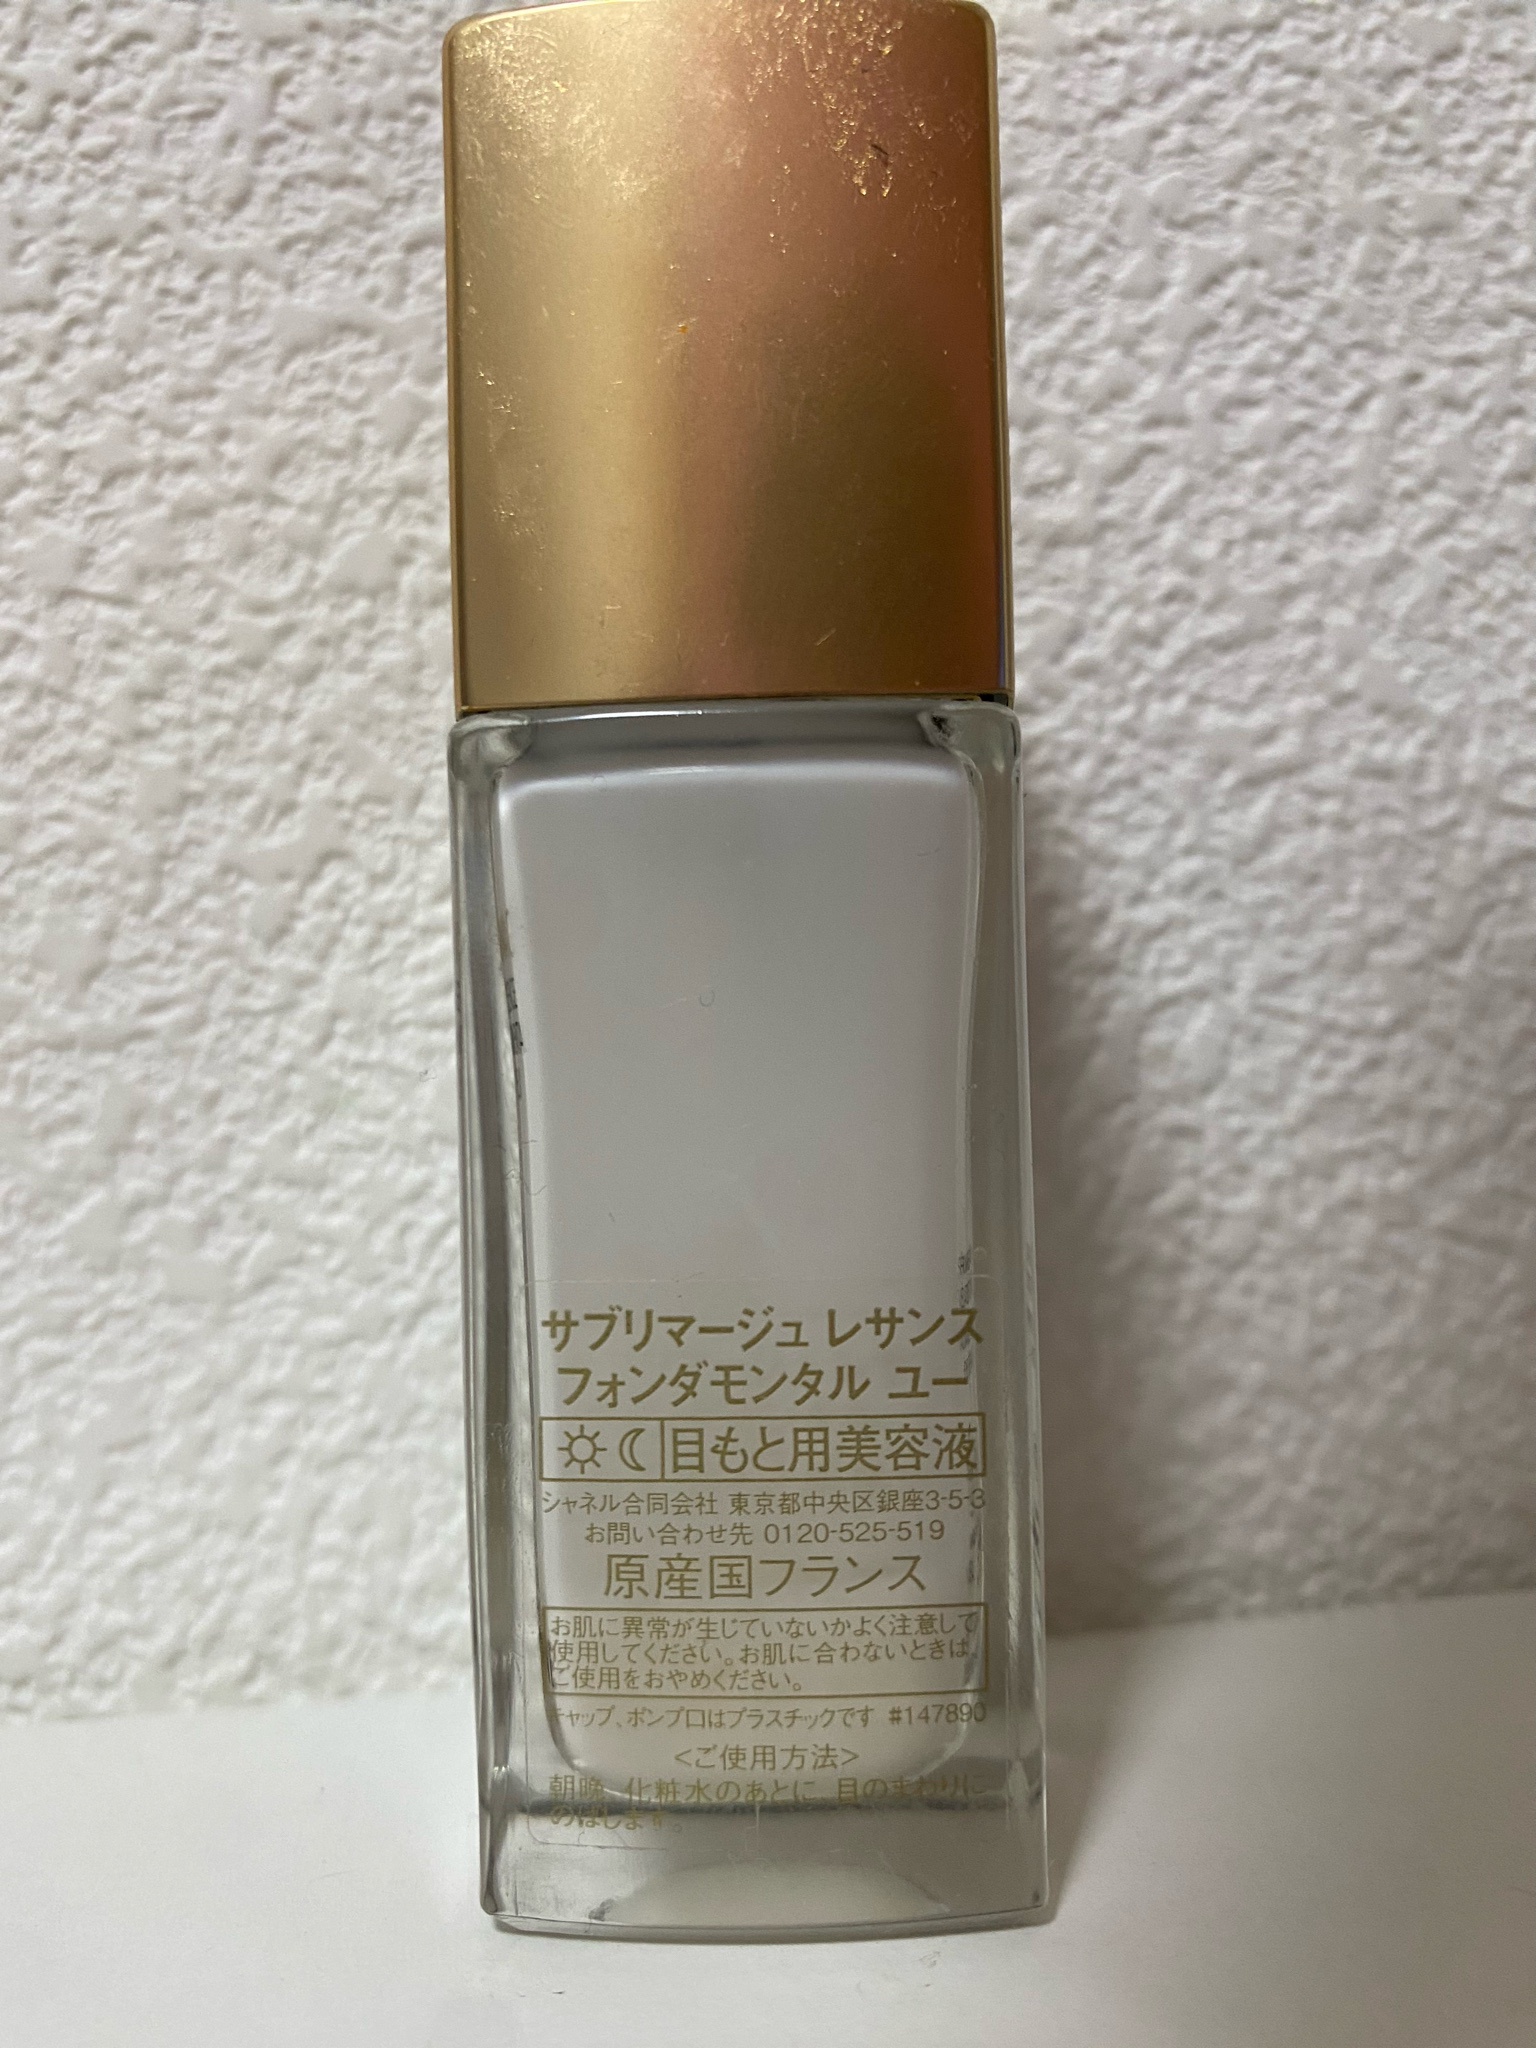 サブリマージュ レサンス
フォンダモンタル ユー
目もと用美容液
シャネル合同会社 東京都中央区銀座3-5-3
お問い合わせ先 0120-525-519
原産国フランス
お肌に異常が生じていないかよく注意して
使用してください。お肌に合わないときは、
ご使用をおやめください。
キャップ、ポンプ口はプラスチックです #147890
<ご使用方法>
朝晩、化粧水のあとに、目のまわりに
のばします。